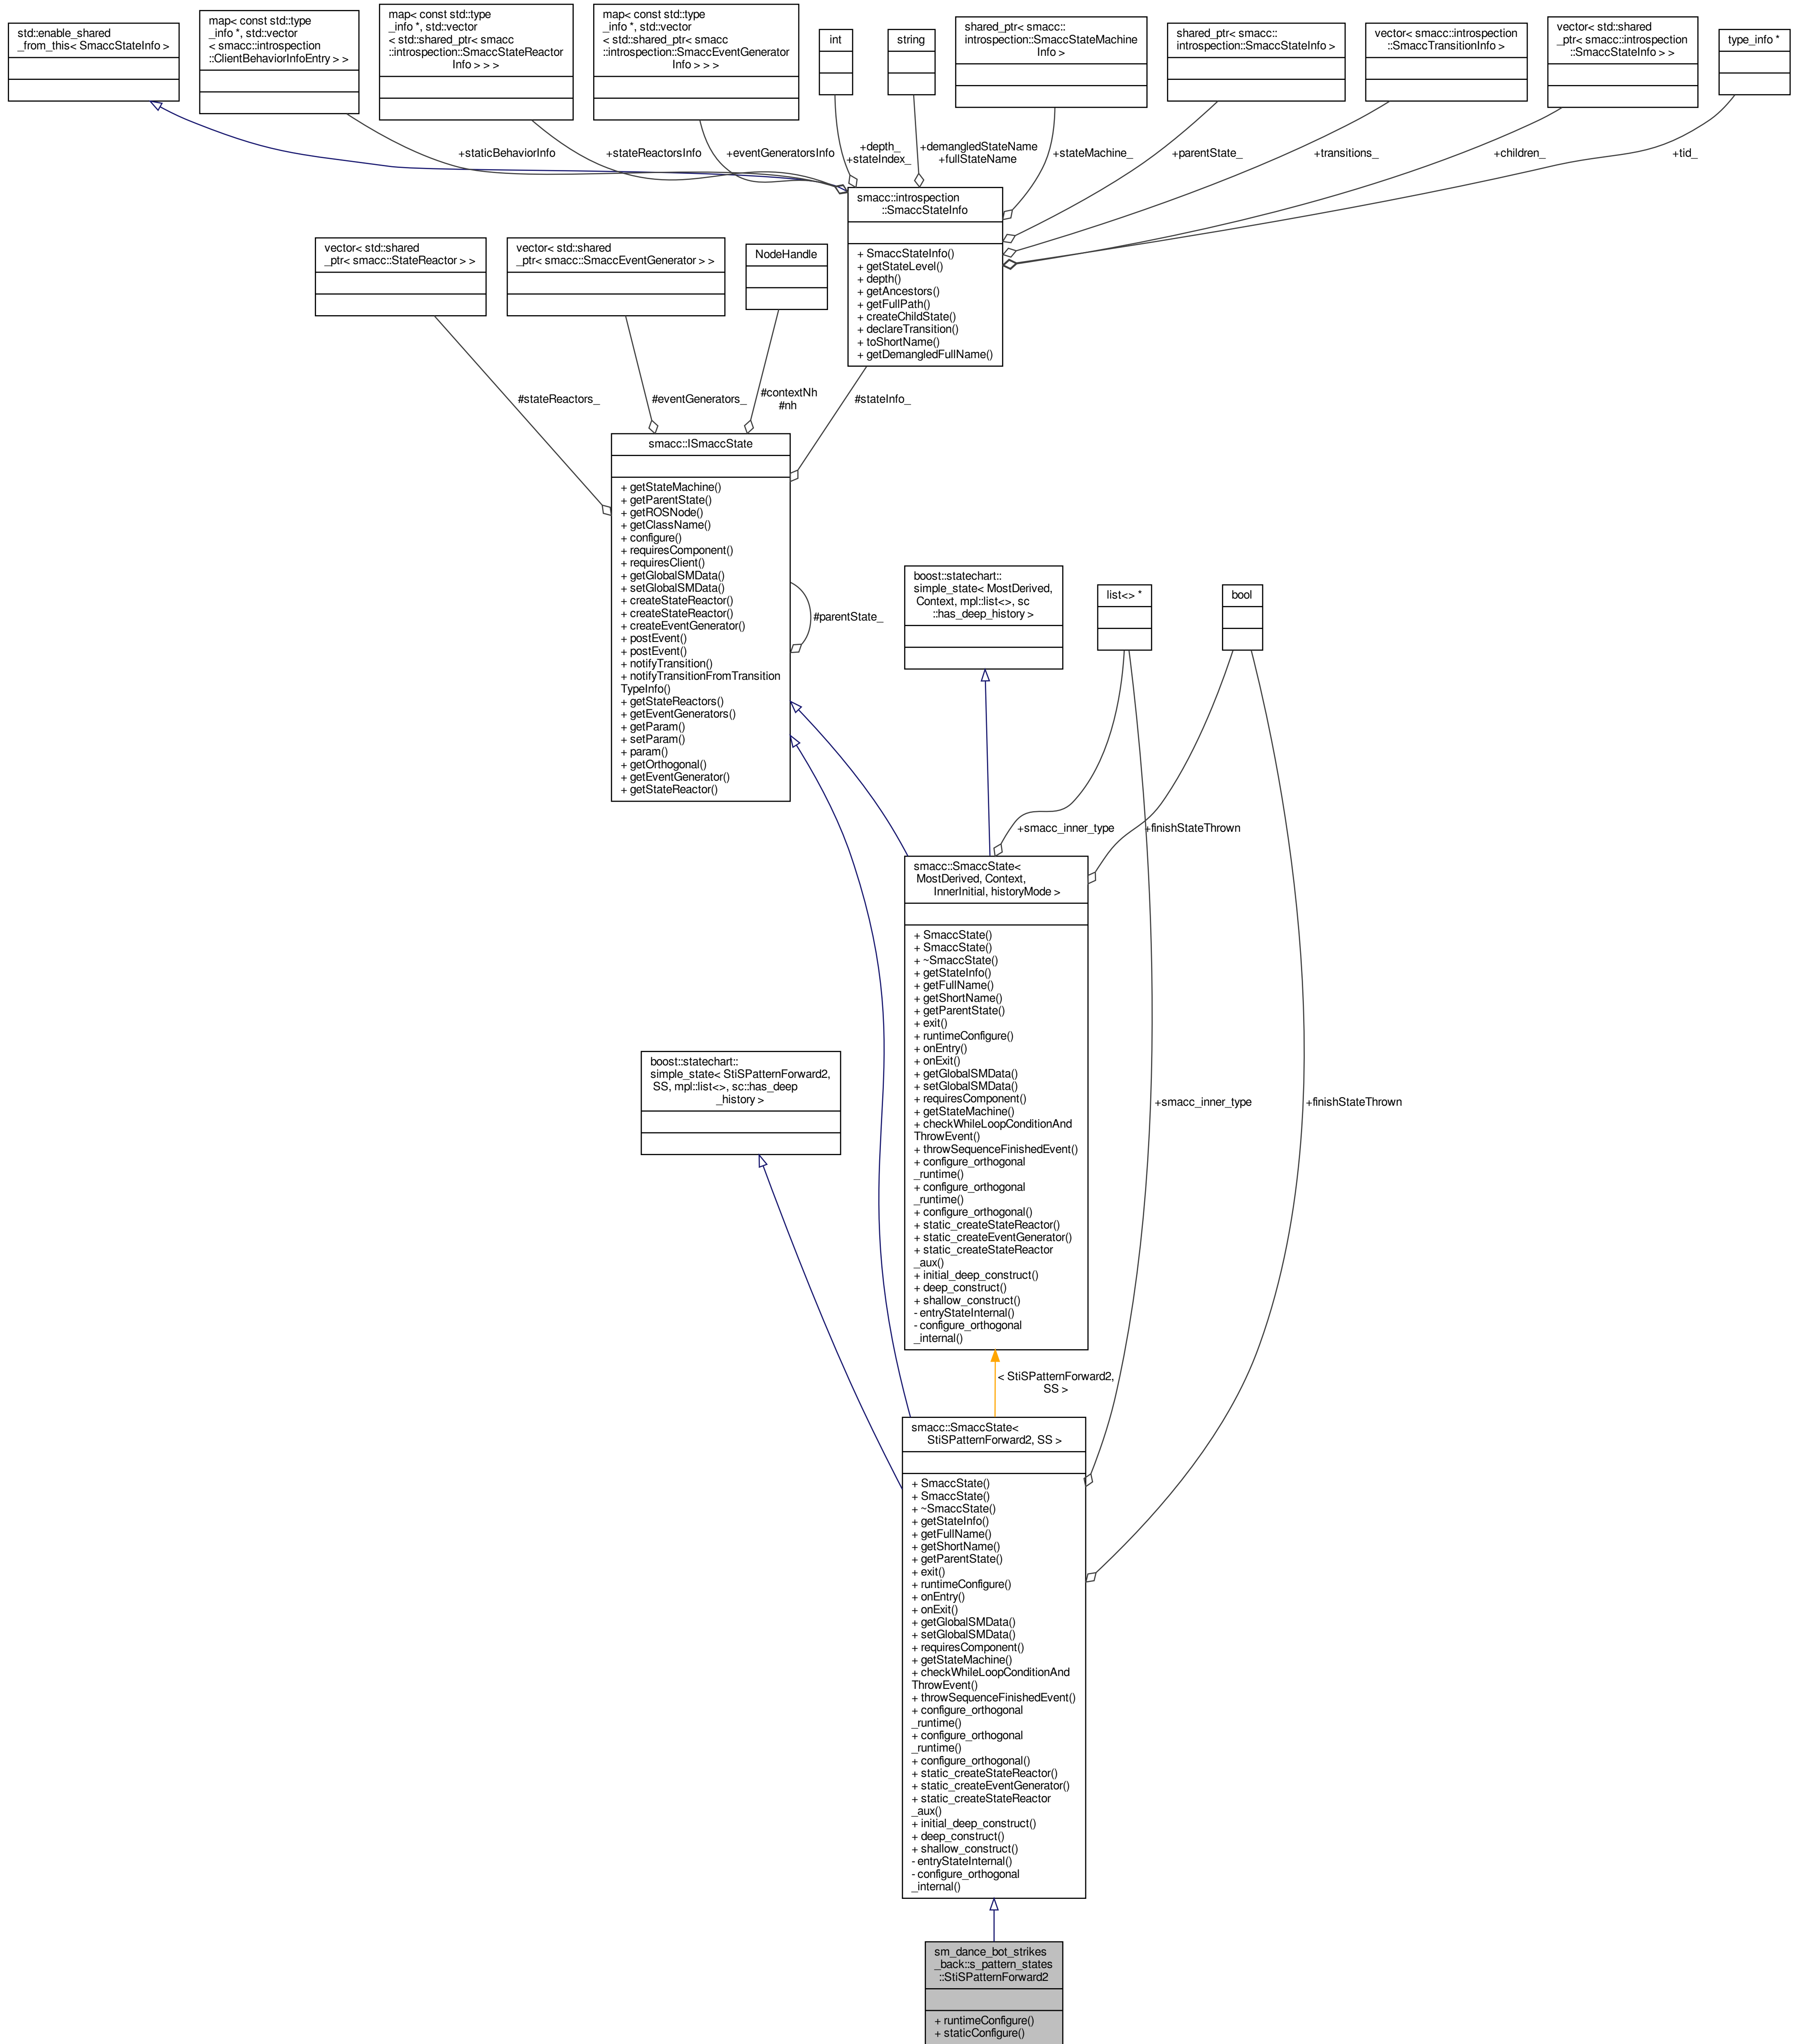 std::enable_shared
_from_this< SmaccStateInfo >
map< const std::type
_info *, std::vector
< smacc::introspection
::ClientBehaviorInfoEntry > >
map< const std::type
_info *, std::vector
< std::shared_ptr< smacc
::introspection::SmaccStateReactor
Info > > >
map< const std::type
_info *, std::vector
< std::shared_ptr< smacc
::introspection::SmaccEventGenerator
Info > > >
int
string
shared_ptr< smacc::
introspection::SmaccStateMachine
Info >
shared_ptr< smacc::
introspection::SmaccStateInfo >
vector< smacc::introspection
::SmaccTransitionInfo >
vector< std::shared
_ptr< smacc::introspection
::SmaccStateInfo > >
type_info *
+staticBehaviorInfo
+stateReactorsInfo
+eventGeneratorsInfo
+depth_
+stateIndex_
+demangledStateName
+fullStateName
+stateMachine_
+parentState_
+transitions_
+children_
+tid_
smacc::introspection
::SmaccStateInfo
+ SmaccStateInfo()
+ getStateLevel()
+ depth()
+ getAncestors()
+ getFullPath()
+ createChildState()
+ declareTransition()
+ toShortName()
+ getDemangledFullName()
vector< std::shared
_ptr< smacc::StateReactor > >
vector< std::shared
_ptr< smacc::SmaccEventGenerator > >
NodeHandle
#stateReactors_
#eventGenerators_
#contextNh
#nh
#stateInfo_
smacc::ISmaccState
+ getStateMachine()
+ getParentState()
+ getROSNode()
+ getClassName()
+ configure()
+ requiresComponent()
+ requiresClient()
+ getGlobalSMData()
+ setGlobalSMData()
+ createStateReactor()
+ createStateReactor()
+ createEventGenerator()
+ postEvent()
+ postEvent()
+ notifyTransition()
+ notifyTransitionFromTransition
TypeInfo()
+ getStateReactors()
+ getEventGenerators()
+ getParam()
+ setParam()
+ param()
+ getOrthogonal()
+ getEventGenerator()
+ getStateReactor()
#parentState_
boost::statechart::
simple_state< MostDerived,
Context, mpl::list<>, sc
::has_deep_history >
list<> *
bool
+smacc_inner_type
+finishStateThrown
smacc::SmaccState<
MostDerived, Context,
InnerInitial, historyMode >
+ SmaccState()
+ SmaccState()
+ ~SmaccState()
+ getStateInfo()
+ getFullName()
+ getShortName()
+ getParentState()
+ exit()
+ runtimeConfigure()
+ onEntry()
+ onExit()
+ getGlobalSMData()
+ setGlobalSMData()
+ requiresComponent()
+ getStateMachine()
+ checkWhileLoopConditionAnd
ThrowEvent()
+ throwSequenceFinishedEvent()
+ configure_orthogonal
_runtime()
+ configure_orthogonal
_runtime()
+ configure_orthogonal()
+ static_createStateReactor()
+ static_createEventGenerator()
+ static_createStateReactor
_aux()
+ initial_deep_construct()
+ deep_construct()
+ shallow_construct()
- entryStateInternal()
- configure_orthogonal
_internal()
boost::statechart::
simple_state< StiSPatternForward2,
SS, mpl::list<>, sc::has_deep
_history >
+smacc_inner_type
+finishStateThrown
< StiSPatternForward2,
SS >
smacc::SmaccState<
StiSPatternForward2, SS >
+ SmaccState()
+ SmaccState()
+ ~SmaccState()
+ getStateInfo()
+ getFullName()
+ getShortName()
+ getParentState()
+ exit()
+ runtimeConfigure()
+ onEntry()
+ onExit()
+ getGlobalSMData()
+ setGlobalSMData()
+ requiresComponent()
+ getStateMachine()
+ checkWhileLoopConditionAnd
ThrowEvent()
+ throwSequenceFinishedEvent()
+ configure_orthogonal
_runtime()
+ configure_orthogonal
_runtime()
+ configure_orthogonal()
+ static_createStateReactor()
+ static_createEventGenerator()
+ static_createStateReactor
_aux()
+ initial_deep_construct()
+ deep_construct()
+ shallow_construct()
- entryStateInternal()
- configure_orthogonal
_internal()
sm_dance_bot_strikes
_back::s_pattern_states
::StiSPatternForward2
+ runtimeConfigure()
+ staticConfigure()